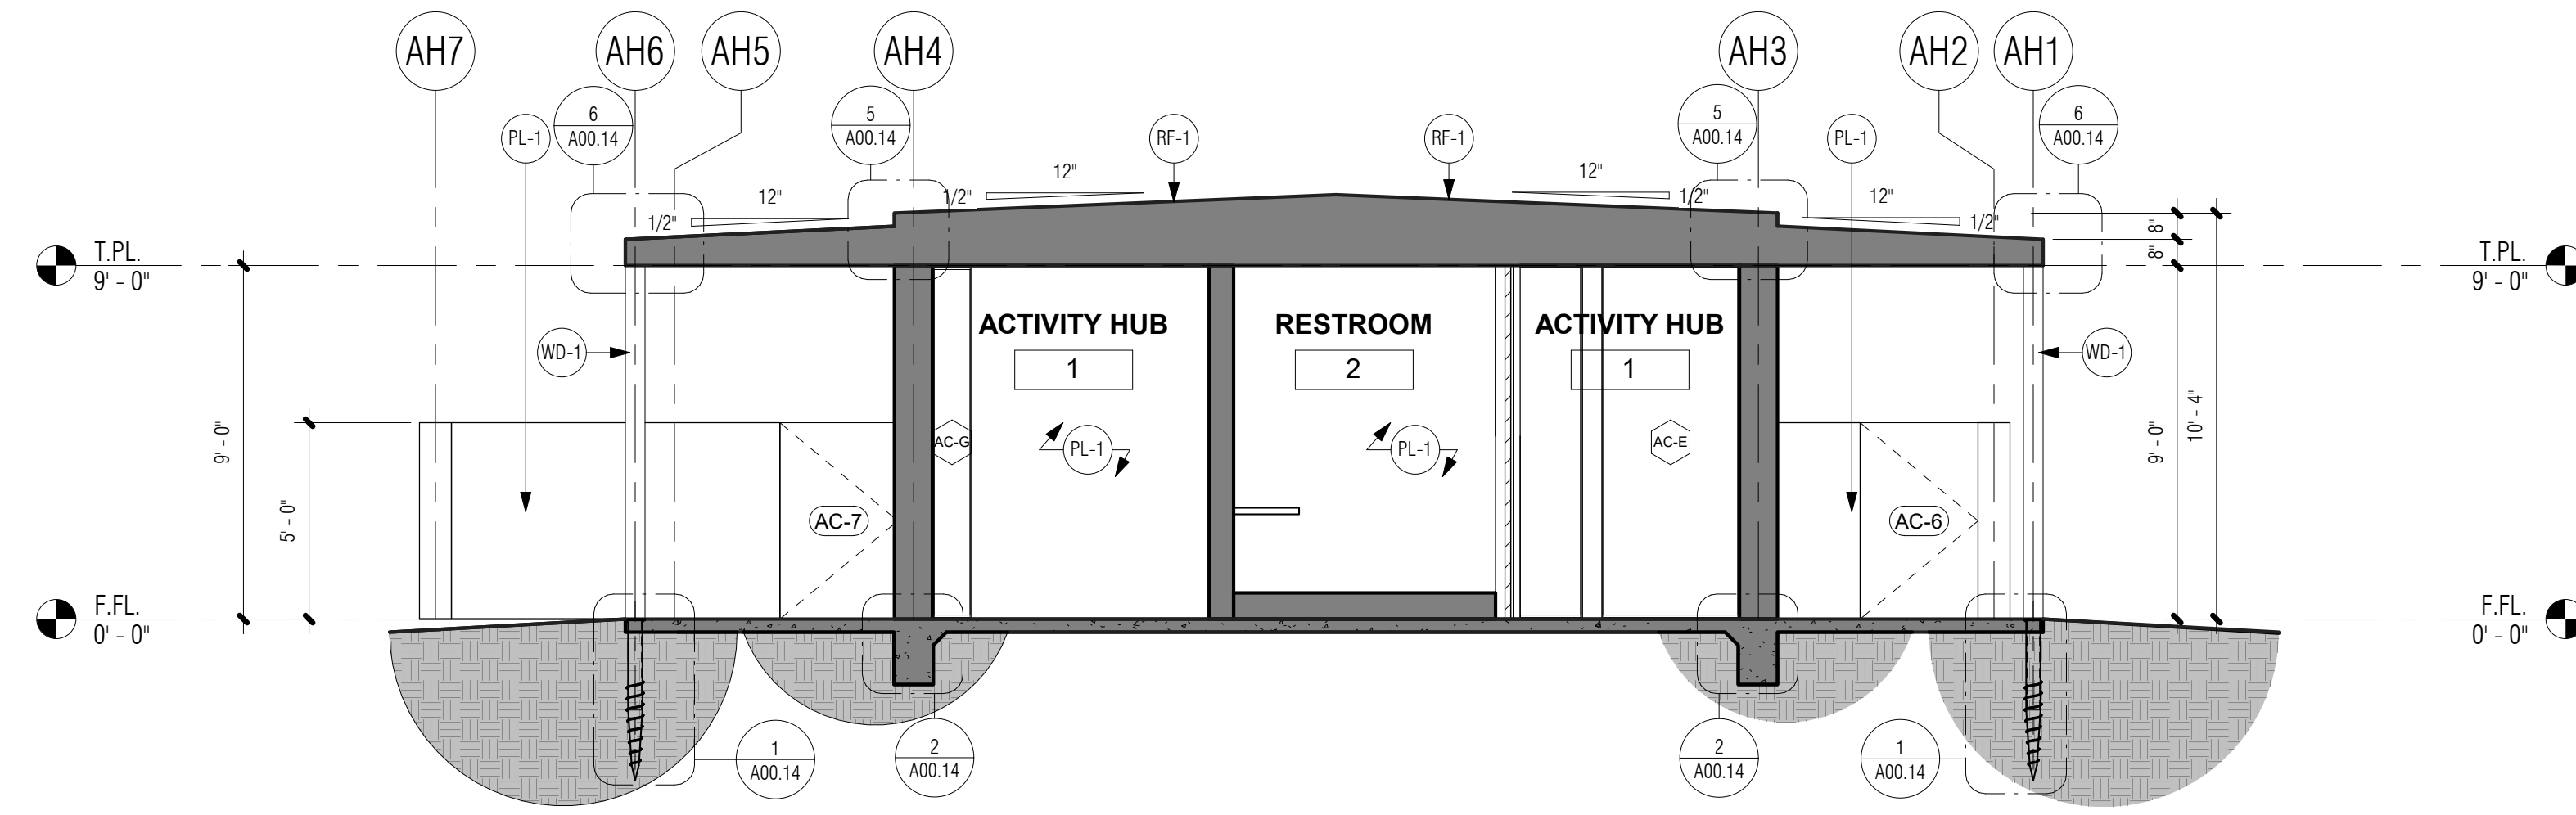 AH7
AH6
AH5
AH4
AH3
AH2
AH1
6
A00.14
5
A00.14
5
A00.14
6
A00.14
PL-1
RF-1
RF-1
PL-1
12"
1/2"
12"
1/2"
12"
1/2"
12"
1/2"
8"
8"
T.PL.
9' - 0"
T.PL.
9' - 0"
ACTIVITY HUB
1
RESTROOM
2
ACTIVITY HUB
1
WD-1
WD-1
9' - 0"
5' - 0"
9' - 0"
10' - 4"
AC-G
PL-1
PL-1
AC-E
AC-7
AC-6
F.FL.
0' - 0"
F.FL.
0' - 0"
1
A00.14
2
A00.14
2
A00.14
1
A00.14